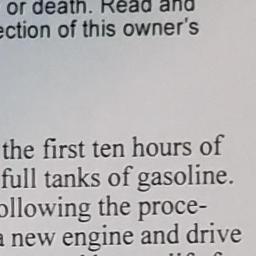 or death. Read and
ection of this owner's
the first ten hours of
full tanks of gasoline.
ollowing the proce-
a new engine and drive